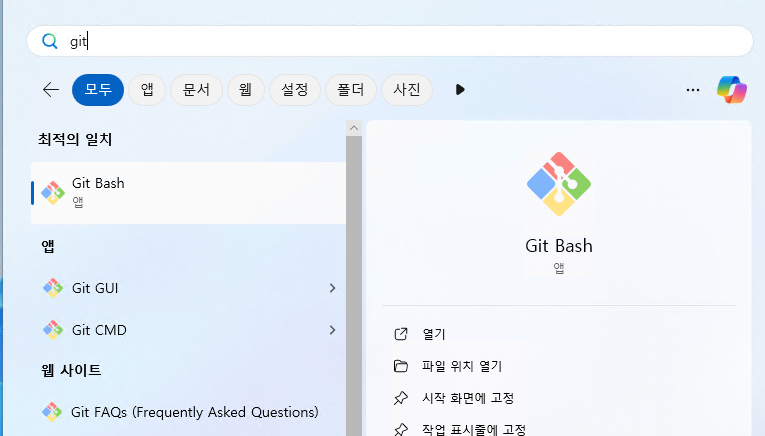 git
모두 앱 문서 웹 설정 폴더 사진
최적의 일치
Git Bash
앱
앱
Git GUI
Git CMD
웹 사이트
Git FAQs (Frequently Asked Questions)
Git Bash
앱
열기
파일 위치 열기
시작 화면에 고정
작업 표시줄에 고정